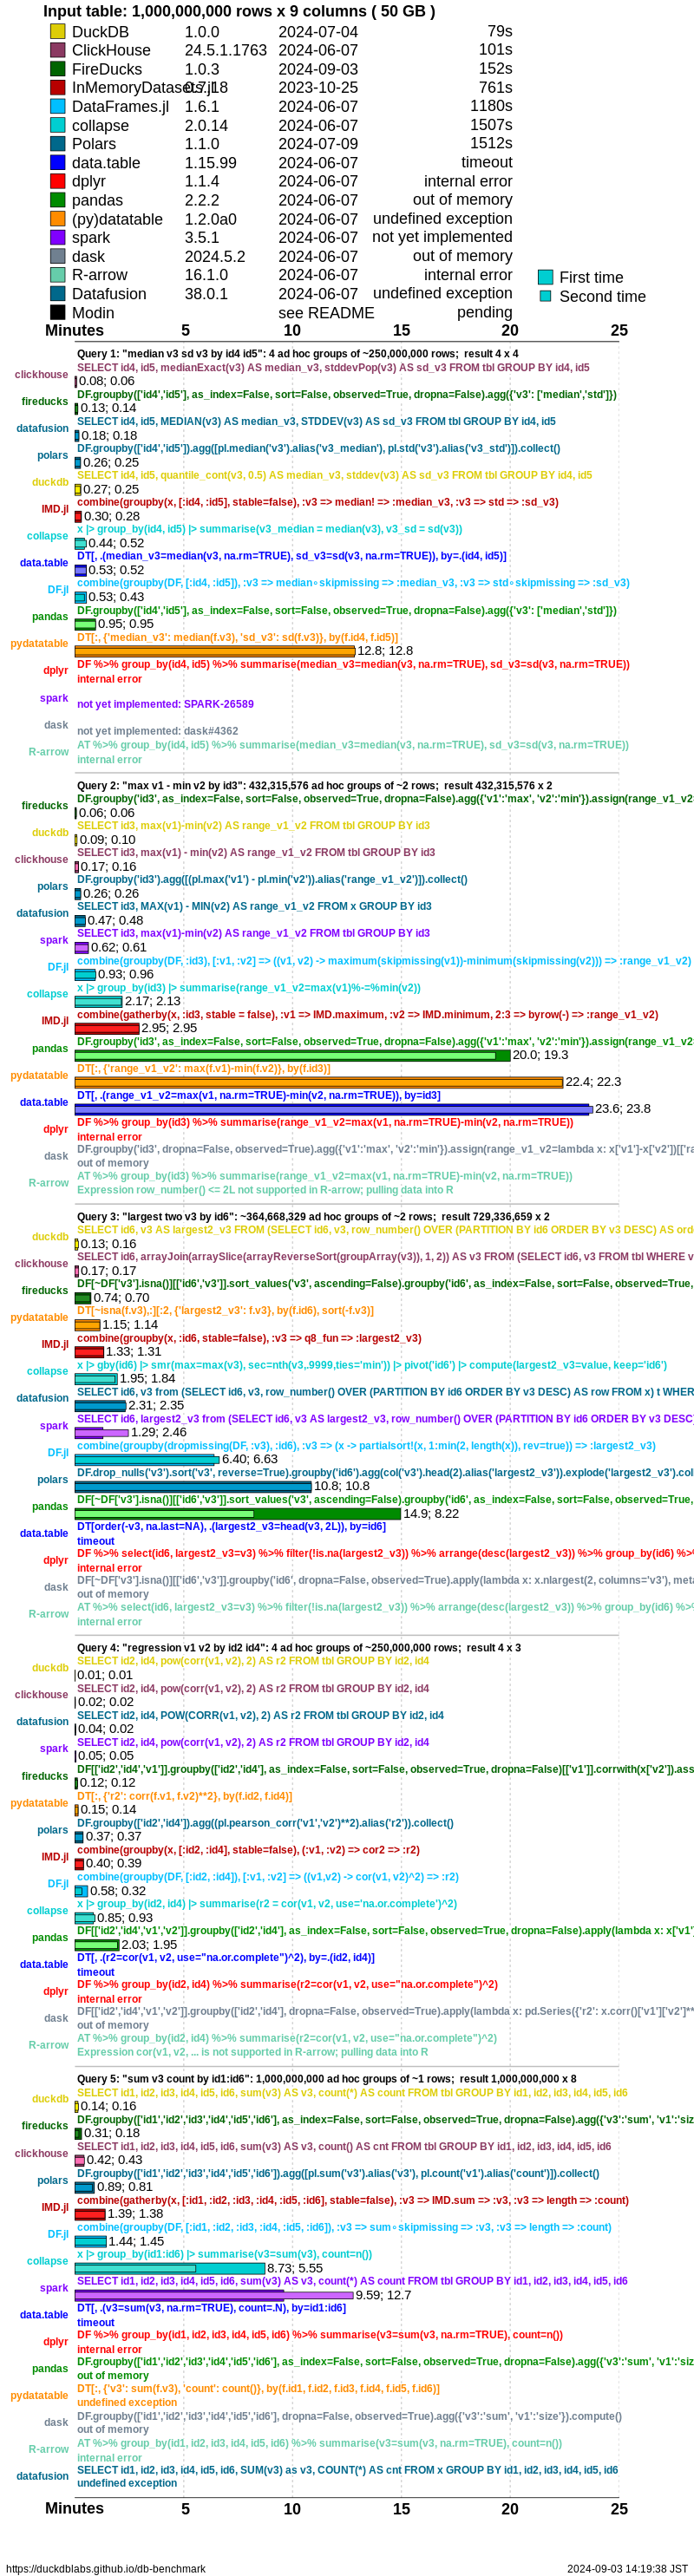 Input table: 1,000,000,000 rows x 9 columns ( 50 GB )
DuckDB 1.0.0 2024-07-04 79s
ClickHouse 24.5.1.1763 2024-06-07 101s
FireDucks 1.0.3 2024-09-03 152s
InMemoryDatasets.jl 0.7.18 2023-10-25 761s
DataFrames.jl 1.6.1 2024-06-07 1180s
collapse 2.0.14 2024-06-07 1507s
Polars 1.1.0 2024-07-09 1512s
data.table 1.15.99 2024-06-07 timeout
dplyr 1.1.4 2024-06-07 internal error
pandas 2.2.2 2024-06-07 out of memory
(py)datatable 1.2.0a0 2024-06-07 undefined exception
spark 3.5.1 2024-06-07 not yet implemented
dask 2024.5.2 2024-06-07 out of memory
R-arrow 16.1.0 2024-06-07 internal error
Datafusion 38.0.1 2024-06-07 undefined exception
Modin see README pending
First time
Second time
Minutes 5 10 15 20 25
Query 1: "median v3 sd v3 by id4 id5": 4 ad hoc groups of ~250,000,000 rows; result 4 x 4
SELECT id4, id5, medianExact(v3) AS median_v3, stddevPop(v3) AS sd_v3 FROM tbl GROUP BY id4, id5
clickhouse 0.08; 0.06
DF.groupby(['id4','id5'], as_index=False, sort=False, observed=True, dropna=False).agg({'v3': ['median','std']})
fireducks 0.13; 0.14
SELECT id4, id5, MEDIAN(v3) AS median_v3, STDDEV(v3) AS sd_v3 FROM tbl GROUP BY id4, id5
datafusion 0.18; 0.18
DF.groupby(['id4','id5']).agg([pl.median('v3').alias('v3_median'), pl.std('v3').alias('v3_std')]).collect()
polars 0.26; 0.25
SELECT id4, id5, quantile_cont(v3, 0.5) AS median_v3, stddev(v3) AS sd_v3 FROM tbl GROUP BY id4, id5
duckdb 0.27; 0.25
combine(groupby(x, [:id4, :id5], stable=false), :v3 => median! => :median_v3, :v3 => std => :sd_v3)
IMD.jl 0.30; 0.28
x |> group_by(id4, id5) |> summarise(v3_median = median(v3), v3_sd = sd(v3))
collapse 0.44; 0.52
DT[, .(median_v3=median(v3, na.rm=TRUE), sd_v3=sd(v3, na.rm=TRUE)), by=.(id4, id5)]
data.table 0.53; 0.52
combine(groupby(DF, [:id4, :id5]), :v3 => median∘skipmissing => :median_v3, :v3 => std∘skipmissing => :sd_v3)
DF.jl 0.53; 0.43
DF.groupby(['id4','id5'], as_index=False, sort=False, observed=True, dropna=False).agg({'v3': ['median','std']})
pandas 0.95; 0.95
DT[:, {'median_v3': median(f.v3), 'sd_v3': sd(f.v3)}, by(f.id4, f.id5)]
pydatatable 12.8; 12.8
DF %>% group_by(id4, id5) %>% summarise(median_v3=median(v3, na.rm=TRUE), sd_v3=sd(v3, na.rm=TRUE))
dplyr internal error
spark not yet implemented: SPARK-26589
dask not yet implemented: dask#4362
AT %>% group_by(id4, id5) %>% summarise(median_v3=median(v3, na.rm=TRUE), sd_v3=sd(v3, na.rm=TRUE))
R-arrow internal error
Query 2: "max v1 - min v2 by id3": 432,315,576 ad hoc groups of ~2 rows; result 432,315,576 x 2
DF.groupby('id3', as_index=False, sort=False, observed=True, dropna=False).agg({'v1':'max', 'v2':'min'}).assign(range_v1_v2=
fireducks 0.06; 0.06
SELECT id3, max(v1)-min(v2) AS range_v1_v2 FROM tbl GROUP BY id3
duckdb 0.09; 0.10
SELECT id3, max(v1) - min(v2) AS range_v1_v2 FROM tbl GROUP BY id3
clickhouse 0.17; 0.16
DF.groupby('id3').agg([(pl.max('v1') - pl.min('v2')).alias('range_v1_v2')]).collect()
polars 0.26; 0.26
SELECT id3, MAX(v1) - MIN(v2) AS range_v1_v2 FROM x GROUP BY id3
datafusion 0.47; 0.48
SELECT id3, max(v1)-min(v2) AS range_v1_v2 FROM tbl GROUP BY id3
spark 0.62; 0.61
combine(groupby(DF, :id3), [:v1, :v2] => ((v1, v2) -> maximum(skipmissing(v1))-minimum(skipmissing(v2))) => :range_v1_v2)
DF.jl 0.93; 0.96
x |> group_by(id3) |> summarise(range_v1_v2=max(v1)%-=%min(v2))
collapse 2.17; 2.13
combine(gatherby(x, :id3, stable = false), :v1 => IMD.maximum, :v2 => IMD.minimum, 2:3 => byrow(-) => :range_v1_v2)
IMD.jl 2.95; 2.95
DF.groupby('id3', as_index=False, sort=False, observed=True, dropna=False).agg({'v1':'max', 'v2':'min'}).assign(range_v1_v2=
pandas 20.0; 19.3
DT[:, {'range_v1_v2': max(f.v1)-min(f.v2)}, by(f.id3)]
pydatatable 22.4; 22.3
DT[, .(range_v1_v2=max(v1, na.rm=TRUE)-min(v2, na.rm=TRUE)), by=id3]
data.table 23.6; 23.8
DF %>% group_by(id3) %>% summarise(range_v1_v2=max(v1, na.rm=TRUE)-min(v2, na.rm=TRUE))
dplyr internal error
DF.groupby('id3', dropna=False, observed=True).agg({'v1':'max', 'v2':'min'}).assign(range_v1_v2=lambda x: x['v1']-x['v2'])[['ra
dask out of memory
AT %>% group_by(id3) %>% summarise(range_v1_v2=max(v1, na.rm=TRUE)-min(v2, na.rm=TRUE))
R-arrow Expression row_number() <= 2L not supported in R-arrow; pulling data into R
Query 3: "largest two v3 by id6": ~364,668,329 ad hoc groups of ~2 rows; result 729,336,659 x 2
SELECT id6, v3 AS largest2_v3 FROM (SELECT id6, v3, row_number() OVER (PARTITION BY id6 ORDER BY v3 DESC) AS ord
duckdb 0.13; 0.16
SELECT id6, arrayJoin(arraySlice(arrayReverseSort(groupArray(v3)), 1, 2)) AS v3 FROM (SELECT id6, v3 FROM tbl WHERE v
clickhouse 0.17; 0.17
DF[~DF['v3'].isna()][['id6','v3']].sort_values('v3', ascending=False).groupby('id6', as_index=False, sort=False, observed=True,
fireducks 0.74; 0.70
DT[~isna(f.v3),:][:2, {'largest2_v3': f.v3}, by(f.id6), sort(-f.v3)]
pydatatable 1.15; 1.14
combine(groupby(x, :id6, stable=false), :v3 => q8_fun => :largest2_v3)
IMD.jl 1.33; 1.31
x |> gby(id6) |> smr(max=max(v3), sec=nth(v3,.9999,ties='min')) |> pivot('id6') |> compute(largest2_v3=value, keep='id6')
collapse 1.95; 1.84
SELECT id6, v3 from (SELECT id6, v3, row_number() OVER (PARTITION BY id6 ORDER BY v3 DESC) AS row FROM x) t WHER
datafusion 2.31; 2.35
SELECT id6, largest2_v3 from (SELECT id6, v3 AS largest2_v3, row_number() OVER (PARTITION BY id6 ORDER BY v3 DESC)
spark 1.29; 2.46
combine(groupby(dropmissing(DF, :v3), :id6), :v3 => (x -> partialsort!(x, 1:min(2, length(x)), rev=true)) => :largest2_v3)
DF.jl 6.40; 6.63
DF.drop_nulls('v3').sort('v3', reverse=True).groupby('id6').agg(col('v3').head(2).alias('largest2_v3')).explode('largest2_v3').col
polars 10.8; 10.8
DF[~DF['v3'].isna()][['id6','v3']].sort_values('v3', ascending=False).groupby('id6', as_index=False, sort=False, observed=True,
pandas 14.9; 8.22
DT[order(-v3, na.last=NA), .(largest2_v3=head(v3, 2L)), by=id6]
data.table timeout
DF %>% select(id6, largest2_v3=v3) %>% filter(!is.na(largest2_v3)) %>% arrange(desc(largest2_v3)) %>% group_by(id6) %>%
dplyr internal error
DF[~DF['v3'].isna()][['id6','v3']].groupby('id6', dropna=False, observed=True).apply(lambda x: x.nlargest(2, columns='v3'), meta
dask out of memory
AT %>% select(id6, largest2_v3=v3) %>% filter(!is.na(largest2_v3)) %>% arrange(desc(largest2_v3)) %>% group_by(id6) %>%
R-arrow internal error
Query 4: "regression v1 v2 by id2 id4": 4 ad hoc groups of ~250,000,000 rows; result 4 x 3
SELECT id2, id4, pow(corr(v1, v2), 2) AS r2 FROM tbl GROUP BY id2, id4
duckdb 0.01; 0.01
SELECT id2, id4, pow(corr(v1, v2), 2) AS r2 FROM tbl GROUP BY id2, id4
clickhouse 0.02; 0.02
SELECT id2, id4, POW(CORR(v1, v2), 2) AS r2 FROM tbl GROUP BY id2, id4
datafusion 0.04; 0.02
SELECT id2, id4, pow(corr(v1, v2), 2) AS r2 FROM tbl GROUP BY id2, id4
spark 0.05; 0.05
DF[['id2','id4','v1']].groupby(['id2','id4'], as_index=False, sort=False, observed=True, dropna=False)[['v1']].corrwith(x['v2']).ass
fireducks 0.12; 0.12
DT[:, {'r2': corr(f.v1, f.v2)**2}, by(f.id2, f.id4)]
pydatatable 0.15; 0.14
DF.groupby(['id2','id4']).agg((pl.pearson_corr('v1','v2')**2).alias('r2')).collect()
polars 0.37; 0.37
combine(groupby(x, [:id2, :id4], stable=false), (:v1, :v2) => cor2 => :r2)
IMD.jl 0.40; 0.39
combine(groupby(DF, [:id2, :id4]), [:v1, :v2] => ((v1,v2) -> cor(v1, v2)^2) => :r2)
DF.jl 0.58; 0.32
x |> group_by(id2, id4) |> summarise(r2 = cor(v1, v2, use='na.or.complete')^2)
collapse 0.85; 0.93
DF[['id2','id4','v1','v2']].groupby(['id2','id4'], as_index=False, sort=False, observed=True, dropna=False).apply(lambda x: x['v1']
pandas 2.03; 1.95
DT[, .(r2=cor(v1, v2, use="na.or.complete")^2), by=.(id2, id4)]
data.table timeout
DF %>% group_by(id2, id4) %>% summarise(r2=cor(v1, v2, use="na.or.complete")^2)
dplyr internal error
DF[['id2','id4','v1','v2']].groupby(['id2','id4'], dropna=False, observed=True).apply(lambda x: pd.Series({'r2': x.corr()['v1']['v2']**
dask out of memory
AT %>% group_by(id2, id4) %>% summarise(r2=cor(v1, v2, use="na.or.complete")^2)
R-arrow Expression cor(v1, v2, ... is not supported in R-arrow; pulling data into R
Query 5: "sum v3 count by id1:id6": 1,000,000,000 ad hoc groups of ~1 rows; result 1,000,000,000 x 8
SELECT id1, id2, id3, id4, id5, id6, sum(v3) AS v3, count(*) AS count FROM tbl GROUP BY id1, id2, id3, id4, id5, id6
duckdb 0.14; 0.16
DF.groupby(['id1','id2','id3','id4','id5','id6'], as_index=False, sort=False, observed=True, dropna=False).agg({'v3':'sum', 'v1':'siz
fireducks 0.31; 0.18
SELECT id1, id2, id3, id4, id5, id6, sum(v3) AS v3, count() AS cnt FROM tbl GROUP BY id1, id2, id3, id4, id5, id6
clickhouse 0.42; 0.43
DF.groupby(['id1','id2','id3','id4','id5','id6']).agg([pl.sum('v3').alias('v3'), pl.count('v1').alias('count')]).collect()
polars 0.89; 0.81
combine(gatherby(x, [:id1, :id2, :id3, :id4, :id5, :id6], stable=false), :v3 => IMD.sum => :v3, :v3 => length => :count)
IMD.jl 1.39; 1.38
combine(groupby(DF, [:id1, :id2, :id3, :id4, :id5, :id6]), :v3 => sum∘skipmissing => :v3, :v3 => length => :count)
DF.jl 1.44; 1.45
x |> group_by(id1:id6) |> summarise(v3=sum(v3), count=n())
collapse 8.73; 5.55
SELECT id1, id2, id3, id4, id5, id6, sum(v3) AS v3, count(*) AS count FROM tbl GROUP BY id1, id2, id3, id4, id5, id6
spark 9.59; 12.7
DT[, .(v3=sum(v3, na.rm=TRUE), count=.N), by=id1:id6]
data.table timeout
DF %>% group_by(id1, id2, id3, id4, id5, id6) %>% summarise(v3=sum(v3, na.rm=TRUE), count=n())
dplyr internal error
DF.groupby(['id1','id2','id3','id4','id5','id6'], as_index=False, sort=False, observed=True, dropna=False).agg({'v3':'sum', 'v1':'siz
pandas out of memory
DT[:, {'v3': sum(f.v3), 'count': count()}, by(f.id1, f.id2, f.id3, f.id4, f.id5, f.id6)]
pydatatable undefined exception
DF.groupby(['id1','id2','id3','id4','id5','id6'], dropna=False, observed=True).agg({'v3':'sum', 'v1':'size'}).compute()
dask out of memory
AT %>% group_by(id1, id2, id3, id4, id5, id6) %>% summarise(v3=sum(v3, na.rm=TRUE), count=n())
R-arrow internal error
SELECT id1, id2, id3, id4, id5, id6, SUM(v3) as v3, COUNT(*) AS cnt FROM x GROUP BY id1, id2, id3, id4, id5, id6
datafusion undefined exception
Minutes 5 10 15 20 25
https://duckdblabs.github.io/db-benchmark 2024-09-03 14:19:38 JST